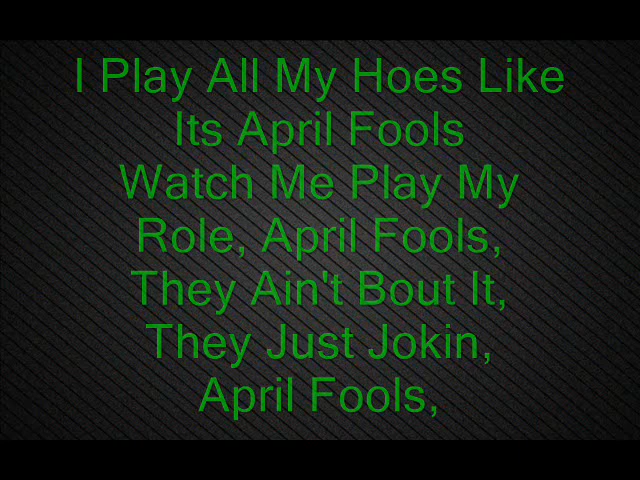 I Play All My Hoes Like
Its April Fools
Watch Me Play My
Role, April Fools,
They Ain't Bout It,
They Just Jokin,
April Fools,